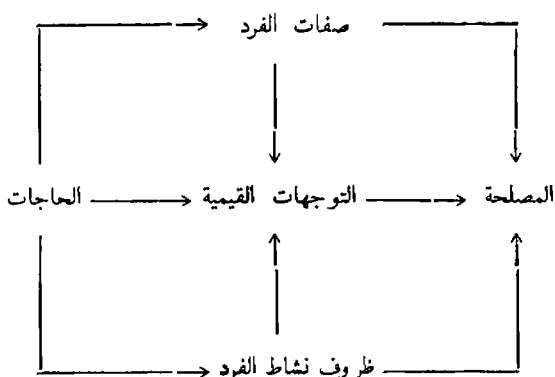 صفات الفرد
المصلحة التوجهات القيمية الحاجات
ظروف نشاط الفرد